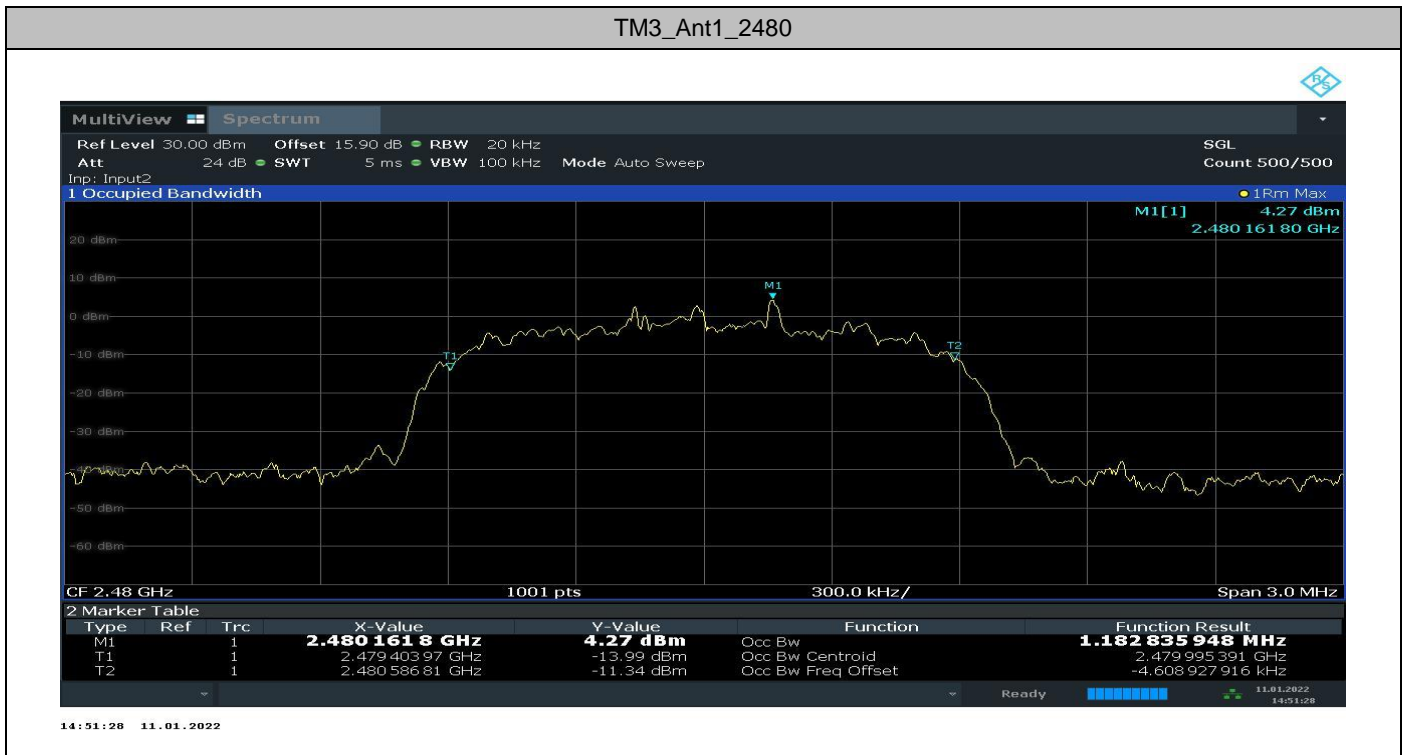 TM3_Ant1_2480
R&S
MultiView Spectrum
Ref Level 30.00 dBm Offset 15.90 dB RBW 20 kHz SGL
Att 24 dB SWT 5 ms VBW 100 kHz Mode Auto Sweep Count 500/500
Inp: Input2
1 Occupied Bandwidth 1Rm Max
M1[1] 4.27 dBm
2.480 161 80 GHz
20 dBm
10 dBm
M1
0 dBm
-10 dBm T1 T2
-20 dBm
-30 dBm
-40 dBm
-50 dBm
-60 dBm
CF 2.48 GHz 1001 pts 300.0 kHz/ Span 3.0 MHz
2 Marker Table
Type Ref Trc X-Value Y-Value Function Function Result
M1 1 2.480 161 8 GHz 4.27 dBm Occ Bw 1.182 835 948 MHz
T1 1 2.479 403 97 GHz -13.99 dBm Occ Bw Centroid 2.479 995 391 GHz
T2 1 2.480 586 81 GHz -11.34 dBm Occ Bw Freq Offset -4.608 927 916 kHz
Ready 11.01.2022
14:51:28
14:51:28 11.01.2022